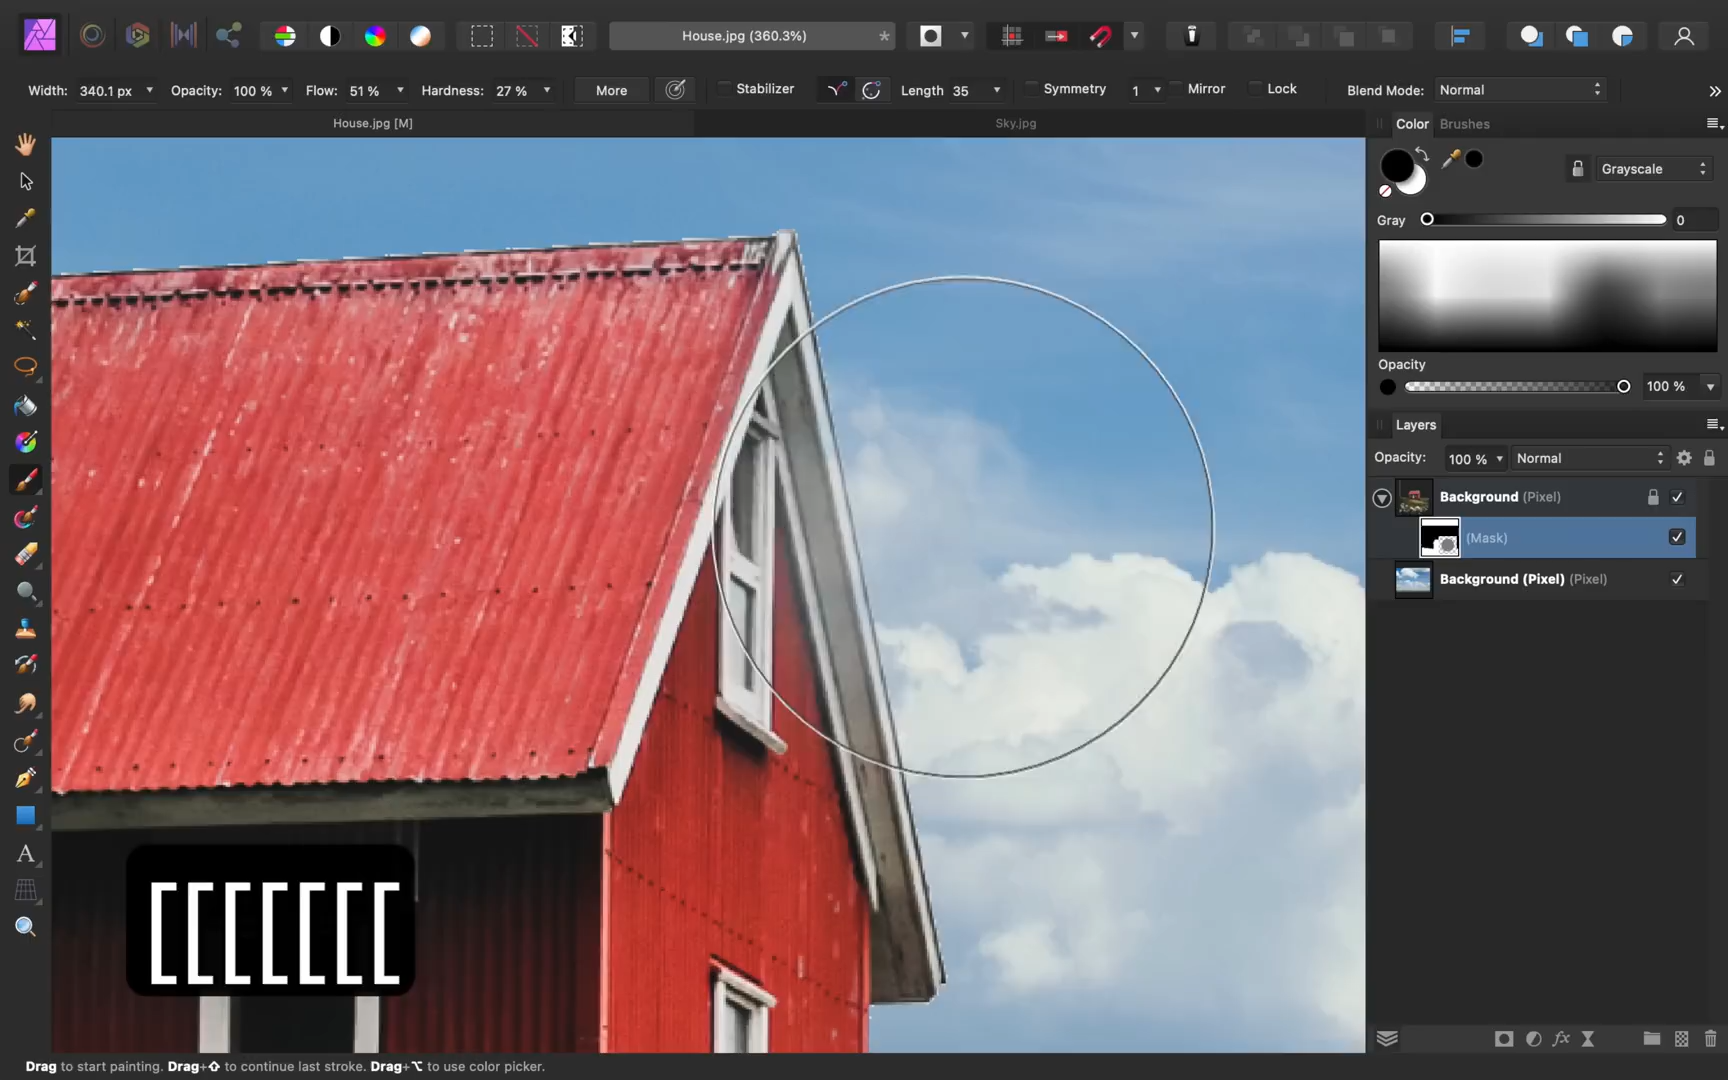 House.jpg (360.3%) *
Width: 340.1 px Opacity: 100 % Flow: 51 % Hardness: 27 % More Stabilizer Length 35 Symmetry 1 Mirror Lock Blend Mode: Normal
House.jpg [M] Sky.jpg Color Brushes
Grayscale
Gray 0
Opacity
100 %
Layers
Opacity: 100 % Normal
Background (Pixel)
(Mask)
Background (Pixel) (Pixel)
A
[[[[[[[
fx
Drag to start painting. Drag+⇧ to continue last stroke. Drag+⌥ to use color picker.